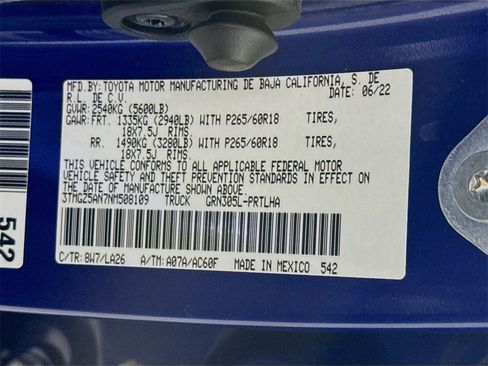 MFD.BY:TOYOTA MOTOR MANUFACTURING DE BAJA CALIFORNIA, S. DE
R.L. DE C.V. DATE: 06/22
GVWR: 2540KG (5600LB)
GAWR:FRT. 1335KG (2940LB) WITH P265/60R18 TIRES,
18X7.5J RIMS.
RR. 1490KG (3280LB) WITH P265/60R18 TIRES,
18X7.5J RIMS.
THIS VEHICLE CONFORMS TO ALL APPLICABLE FEDERAL MOTOR
VEHICLE SAFETY AND THEFT PREVENTION STANDARDS IN EFFECT
ON THE DATE OF MANUFACTURE SHOWN ABOVE.
3TMGZ5AN7NM508109 TRUCK GRN305L-PRTLHA
C/TR: 8W7/LA26 A/TM: A07A/AC60F MADE IN MEXICO 542
542